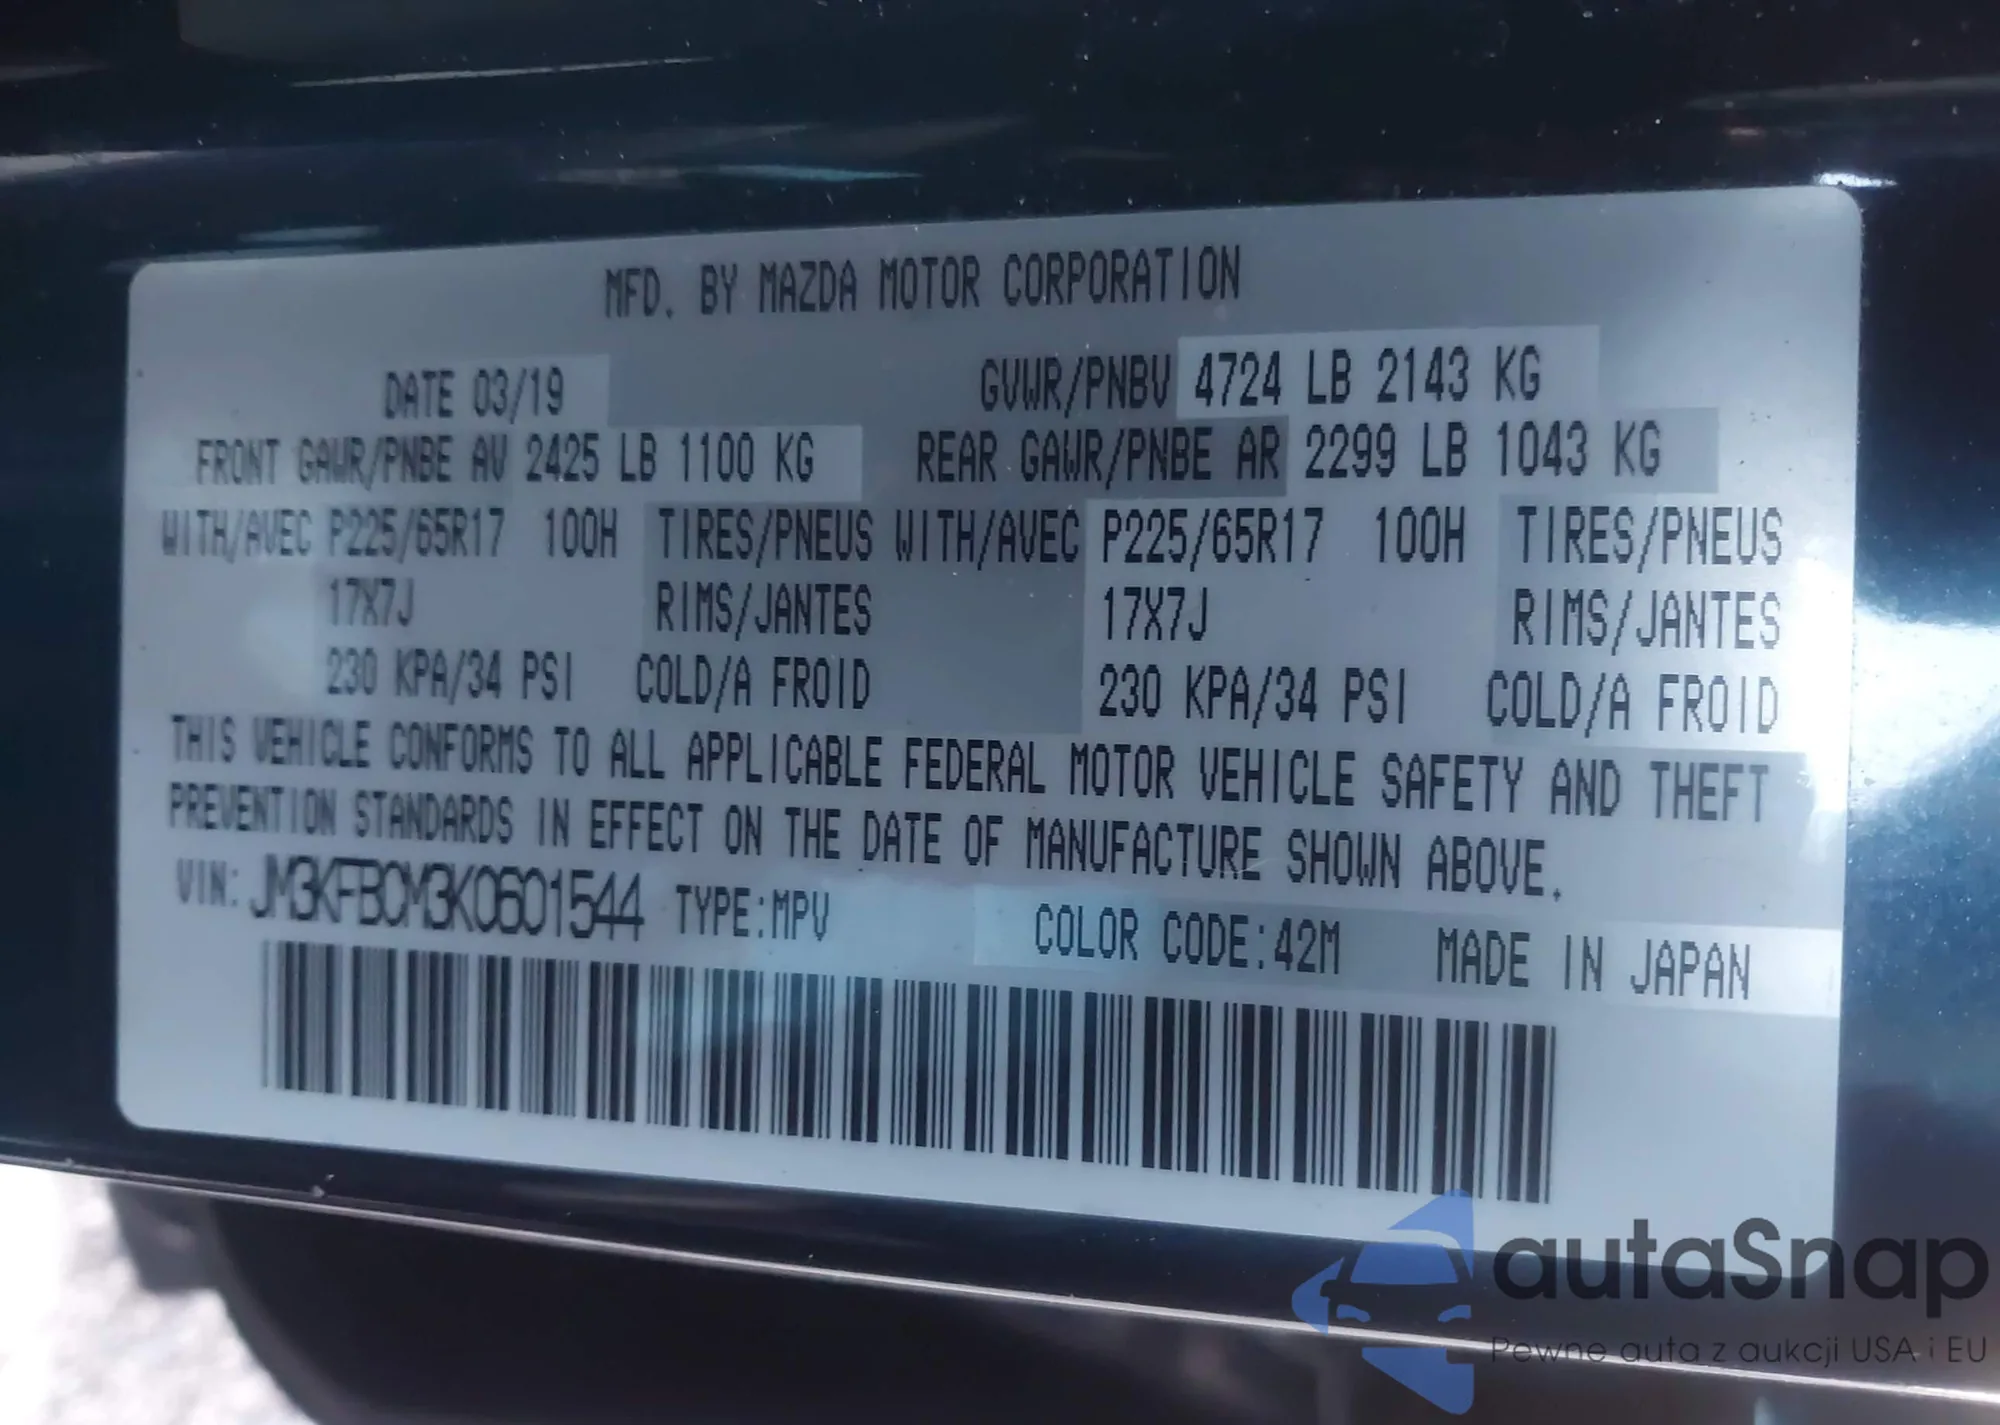 MFD. BY MAZDA MOTOR CORPORATION
DATE 03/19 GVWR/PNBV 4724 LB 2143 KG
FRONT GAWR/PNBE AV 2425 LB 1100 KG REAR GAWR/PNBE AR 2299 LB 1043 KG
WITH/AVEC P225/65R17 100H TIRES/PNEUS WITH/AVEC P225/65R17 100H TIRES/PNEUS
17X7J RIMS/JANTES 17X7J RIMS/JANTES
230 KPA/34 PSI COLD/A FROID 230 KPA/34 PSI COLD/A FROID
THIS VEHICLE CONFORMS TO ALL APPLICABLE FEDERAL MOTOR VEHICLE SAFETY AND THEFT
PREVENTION STANDARDS IN EFFECT ON THE DATE OF MANUFACTURE SHOWN ABOVE.
VIN: JM3KFBCM3K0601544 TYPE:MPV COLOR CODE:42M MADE IN JAPAN
autaSnap
Pewne auta z aukcji USA i EU